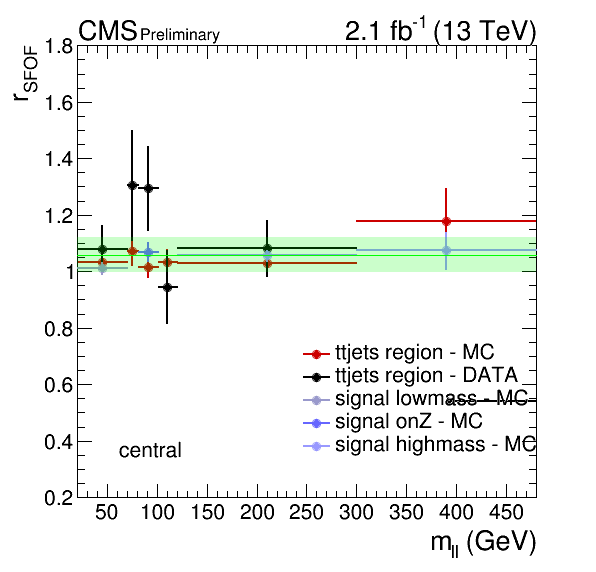 CMS Preliminary 2.1 fb⁻¹ (13 TeV)
r_SFOF
1.8
1.6
1.4
1.2
1
0.8
0.6
0.4
0.2
ttjets region - MC
ttjets region - DATA
signal lowmass - MC
signal onZ - MC
signal highmass - MC
central
50 100 150 200 250 300 350 400 450
m_ll (GeV)